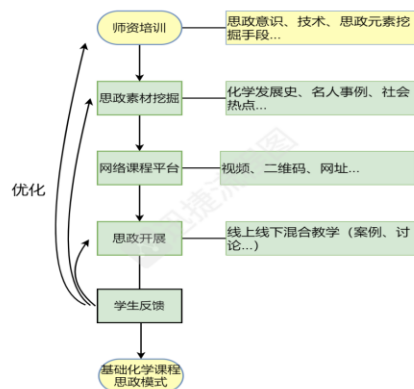 师资培训
思政意识、技术、思政元素挖
掘手段...
思政素材挖掘
化学发展史、名人事例、社会
热点...
网络课程平台
视频、二维码、网址...
优化
思政开展
线上线下混合教学（案例、讨
论...）
学生反馈
基础化学课程
思政模式